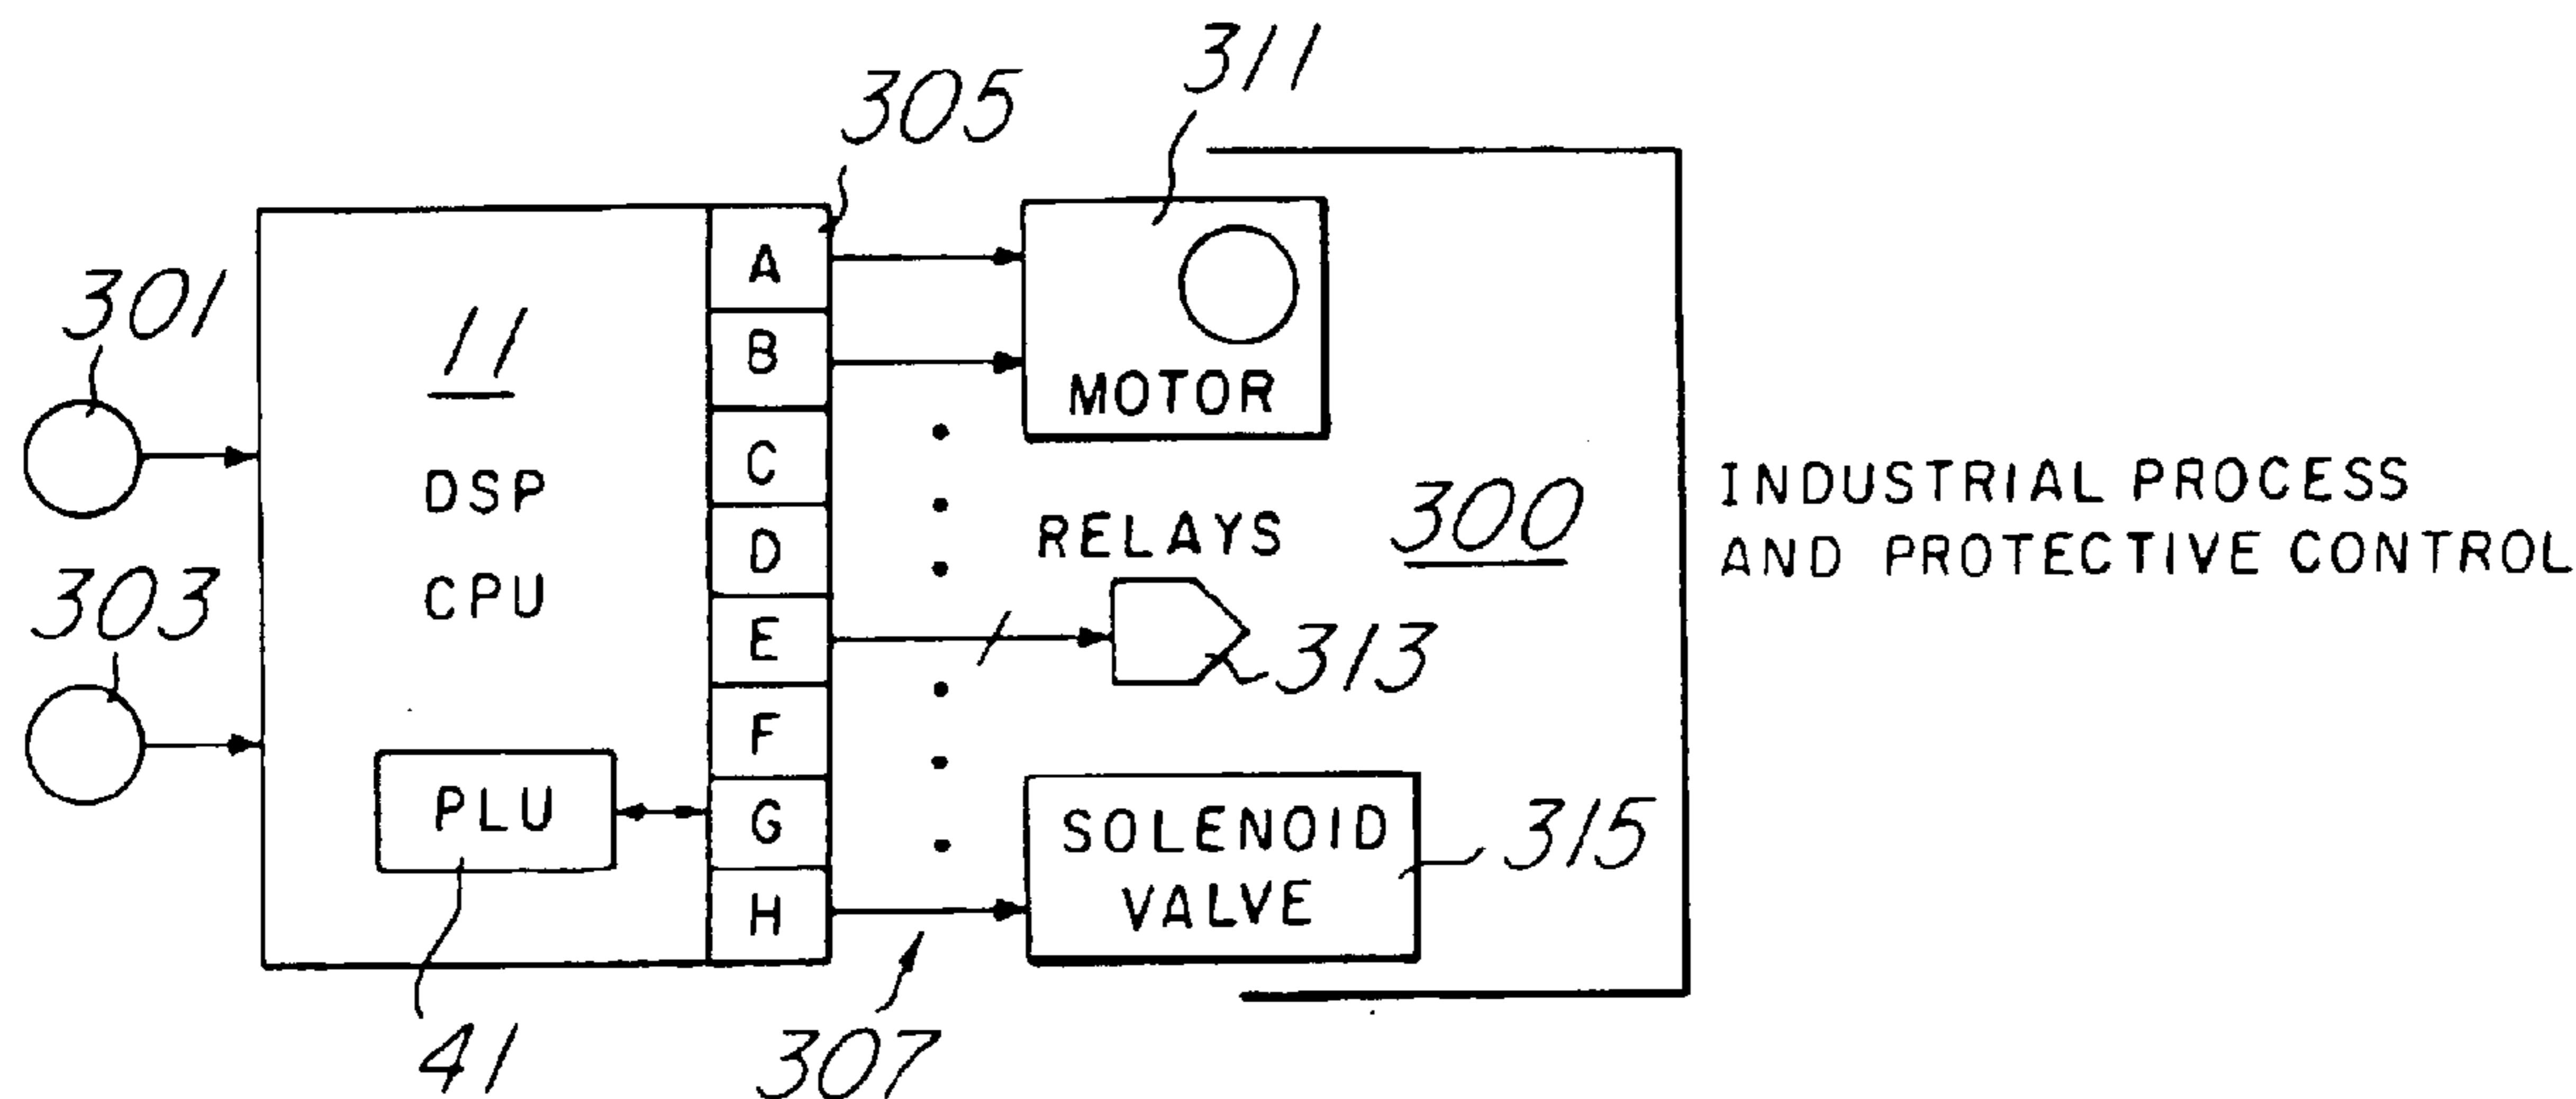 311
305
A
301
11
B
MOTOR
C
DSP
INDUSTRIAL PROCESS
RELAYS
300
D
AND PROTECTIVE CONTROL
303
CPU
E
313
F
PLU
G
SOLENOID
315
H
VALVE
41
307